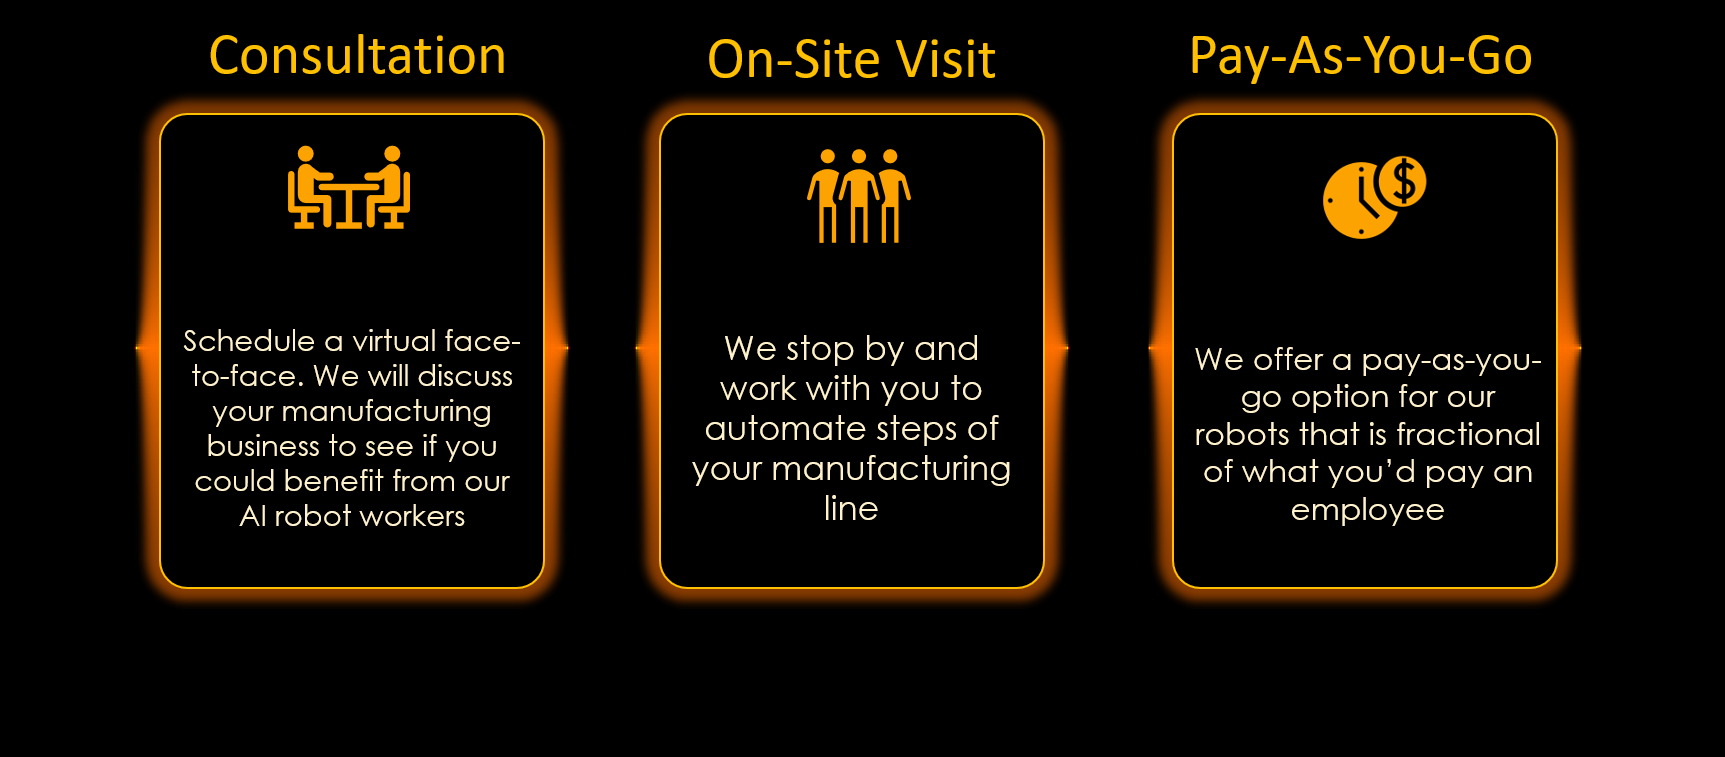 Consultation
Schedule a virtual face-
to-face. We will discuss
your manufacturing
business to see if you
could benefit from our
AI robot workers
On-Site Visit
We stop by and
work with you to
automate steps of
your manufacturing
line
Pay-As-You-Go
$
We offer a pay-as-you-
go option for our
robots that is fractional
of what you’d pay an
employee